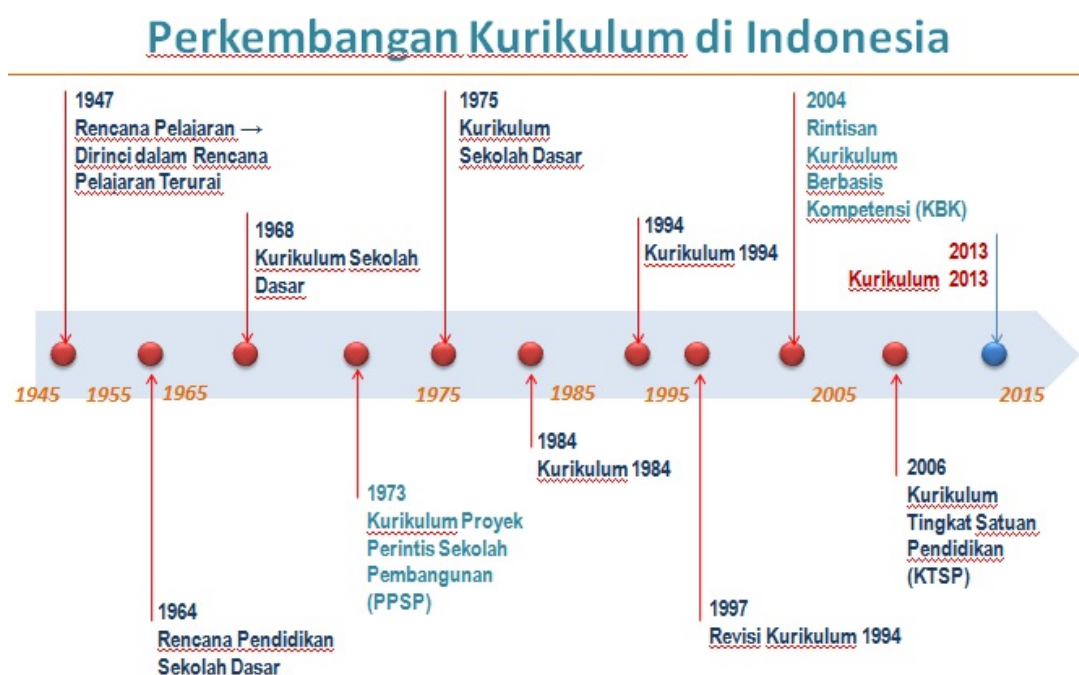 Perkembangan Kurikulum di Indonesia
1947
Rencana Pelajaran →
Dirinci dalam Rencana
Pelajaran Terurai
1968
Kurikulum Sekolah
Dasar
1975
Kurikulum
Sekolah Dasar
1994
Kurikulum 1994
2004
Rintisan
Kurikulum
Berbasis
Kompetensi (KBK)
2013
Kurikulum 2013
1945 1955 1965 1975 1985 1995 2005 2015
1964
Rencana Pendidikan
Sekolah Dasar
1973
Kurikulum Proyek
Perintis Sekolah
Pembangunan
(PPSP)
1984
Kurikulum 1984
1997
Revisi Kurikulum 1994
2006
Kurikulum
Tingkat Satuan
Pendidikan
(KTSP)